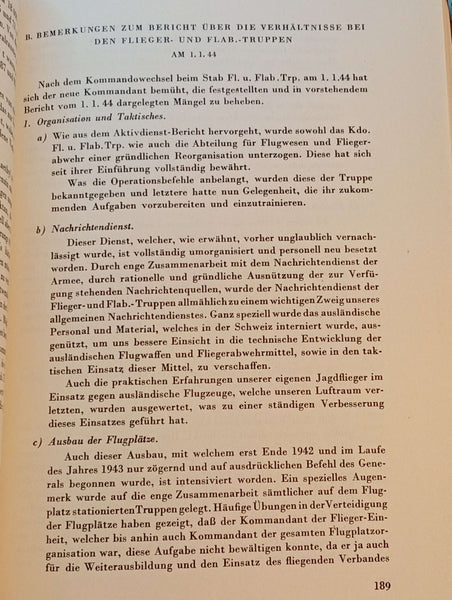 B. BEMERKUNGEN ZUM BERICHT ÜBER DIE VERHÄLTNISSE BEI
DEN FLIEGER- UND FLAB.-TRUPPEN
AM 1.1.44
Nach dem Kommandowechsel beim Stab Fl. u. Flab. Trp. am 1. 1. 44 hat
sich der neue Kommandant bemüht, die festgestellten und in vorstehendem
Bericht vom 1. 1. 44 dargelegten Mängel zu beheben.
1. Organisation und Taktisches.
a) Wie aus dem Aktivdienst-Bericht hervorgeht, wurde sowohl das Kdo.
Fl. u. Flab. Trp. wie auch die Abteilung für Flugwesen und Flieger-
abwehr einer gründlichen Reorganisation unterzogen. Diese hat sich
seit ihrer Einführung vollständig bewährt.
Was die Operationsbefehle anbelangt, wurden diese der Truppe
bekanntgegeben und letztere hatte nun Gelegenheit, die ihr zukom-
menden Aufgaben vorzubereiten und einzutrainieren.
b) Nachrichtendienst.
Dieser Dienst, welcher, wie erwähnt, vorher unglaublich vernach-
lässigt wurde, ist vollständig umorganisiert und personell neu besetzt
worden. Durch enge Zusammenarbeit mit dem Nachrichtendienst der
Armee, durch rationelle und gründliche Ausnützung der zur Verfü-
gung stehenden Nachrichtenquellen, wurde der Nachrichtendienst der
Flieger- und Flab.-Truppen allmählich zu einem wichtigen Zweig unseres
allgemeinen Nachrichtendienstes. Ganz speziell wurde das ausländische
Personal und Material, welches in der Schweiz interniert wurde, aus-
genützt, um uns bessere Einsicht in die technische Entwicklung der
ausländischen Flugwaffen und Fliegerabwehrmittel, sowie in den tak-
tischen Einsatz dieser Mittel, zu verschaffen.
Auch die praktischen Erfahrungen unserer eigenen Jagdflieger im
Einsatz gegen ausländische Flugzeuge, welche unseren Luftraum ver-
letzten, wurden ausgewertet, was zu einer ständigen Verbesserung
dieses Einsatzes geführt hat.
c) Ausbau der Flugplätze.
Auch dieser Ausbau, mit welchem erst Ende 1942 und im Laufe
des Jahres 1943 nur zögernd und auf ausdrücklichen Befehl des Gene-
rals begonnen wurde, ist intensiviert worden. Ein spezielles Augen-
merk wurde auf die enge Zusammenarbeit sämtlicher auf dem Flug-
platz stationierten Truppen gelegt. Häufige Übungen in der Verteidigung
der Flugplätze haben gezeigt, daß der Kommandant der Flieger-Ein-
heit, welcher bis anhin auch Kommandant der gesamten Flugplatzor-
ganisation war, diese Aufgabe nicht bewältigen konnte, da er ja auch
für die Weiterausbildung und den Einsatz des fliegenden Verbandes
189